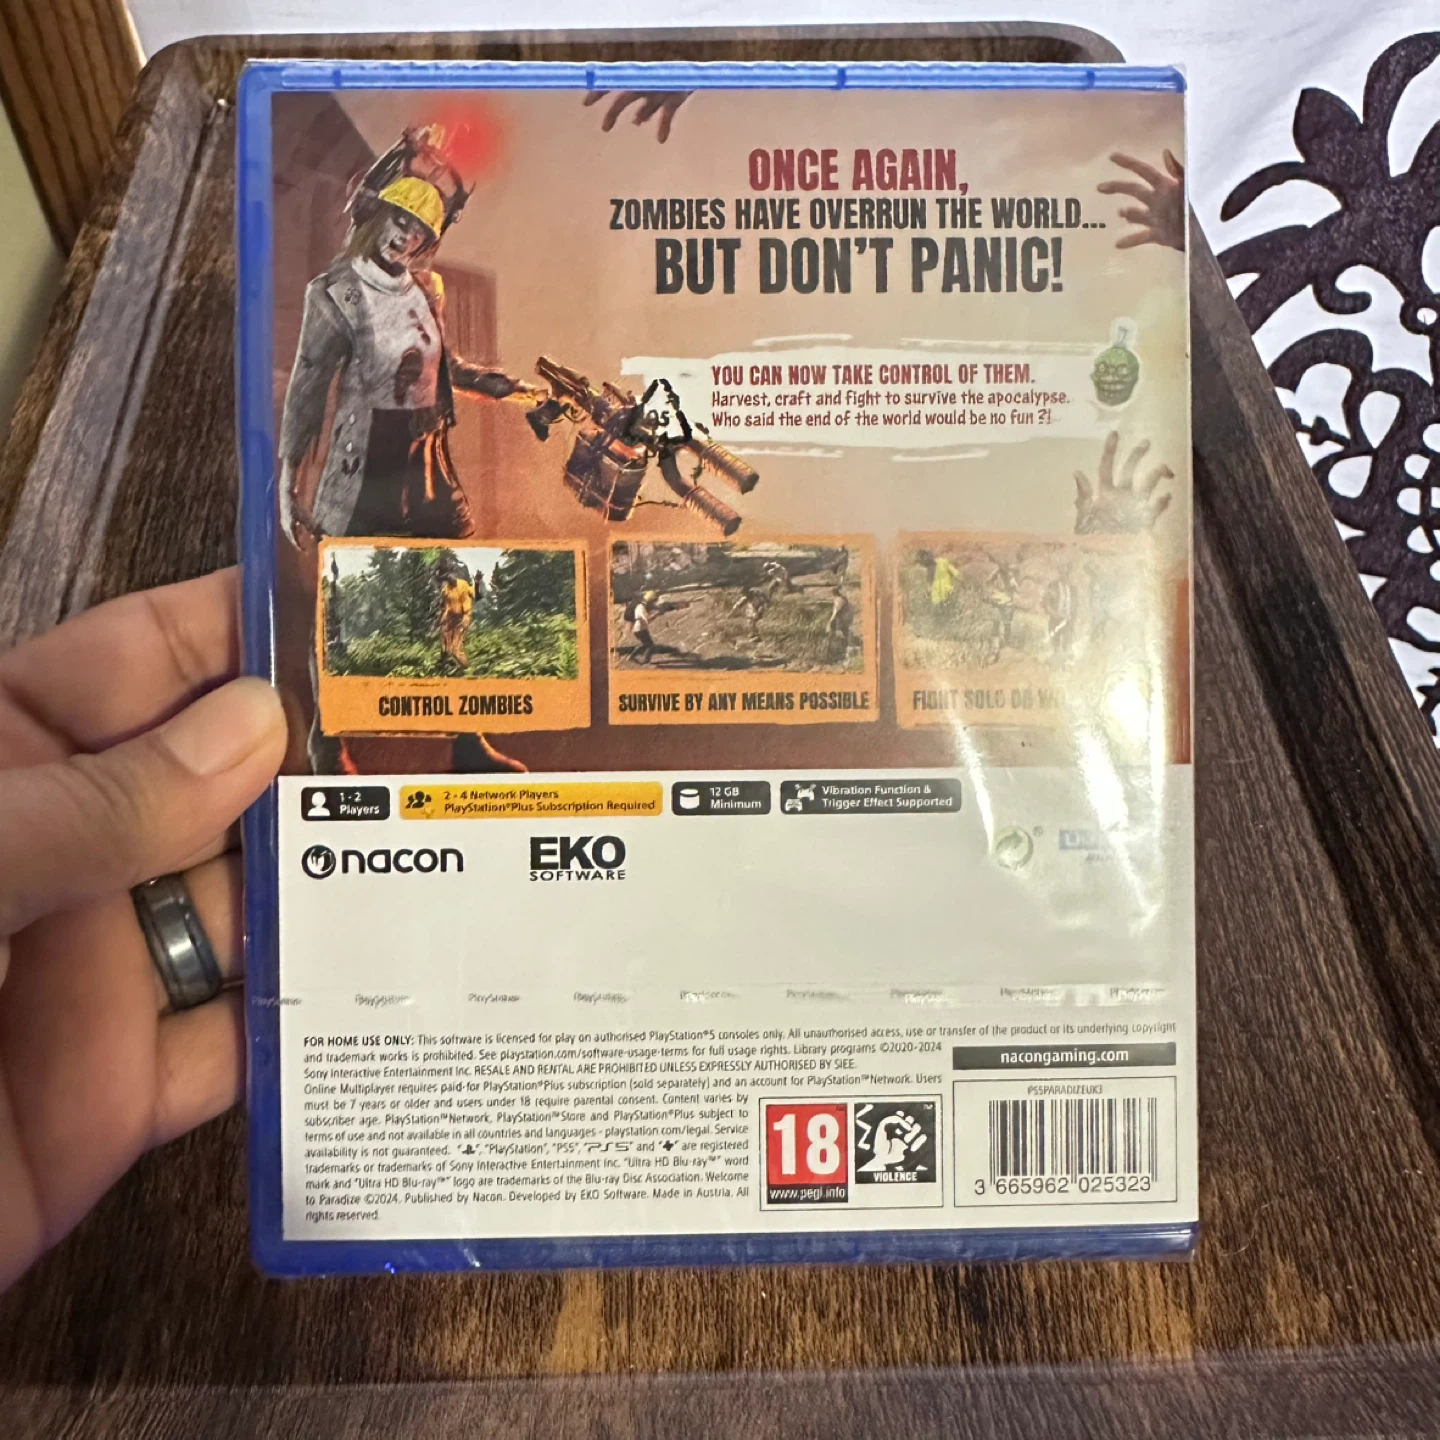 ONCE AGAIN,
ZOMBIES HAVE OVERRUN THE WORLD...
BUT DON'T PANIC!
YOU CAN NOW TAKE CONTROL OF THEM.
Harvest, craft and fight to survive the apocalypse.
Who said the end of the world would be no fun ?!
CONTROL ZOMBIES
SURVIVE BY ANY MEANS POSSIBLE
FIGHT SOLO OR
1-2
Players
2 - 4 Network Players
PlayStation®Plus Subscription Required
12 GB
Minimum
Vibration Function &
Trigger Effect Supported
nacon
EKO
SOFTWARE
FOR HOME USE ONLY: This software is licensed for play on authorised PlayStation®5 consoles only. All unauthorised access, use or transfer of the product or its underlying copyright
and trademark works is prohibited. See playstation.com/software-usage-terms for full usage rights. Library programs ©2020-2024
Sony Interactive Entertainment Inc. RESALE AND RENTAL ARE PROHIBITED UNLESS EXPRESSLY AUTHORISED BY SIEE.
Online Multiplayer requires paid-for PlayStation®Plus subscription (sold separately) and an account for PlayStation™Network. Users
must be 7 years or older and users under 18 require parental consent. Content varies by
subscriber age. PlayStation™Network, PlayStation™Store and PlayStation®Plus subject to
terms of use and not available in all countries and languages - playstation.com/legal. Service
availability is not guaranteed. "", "PlayStation", "PS5", "PS5" and "" are registered
trademarks or trademarks of Sony Interactive Entertainment Inc. "Ultra HD Blu-ray™" word
mark and "Ultra HD Blu-ray™" logo are trademarks of the Blu-ray Disc Association. Welcome
to Paradize ©2024. Published by Nacon. Developed by EKO Software. Made in Austria. All
rights reserved.
nacongaming.com
PS5PARADIZEUK3
3 665962 025323
18
www.pegi.info
VIOLENCE